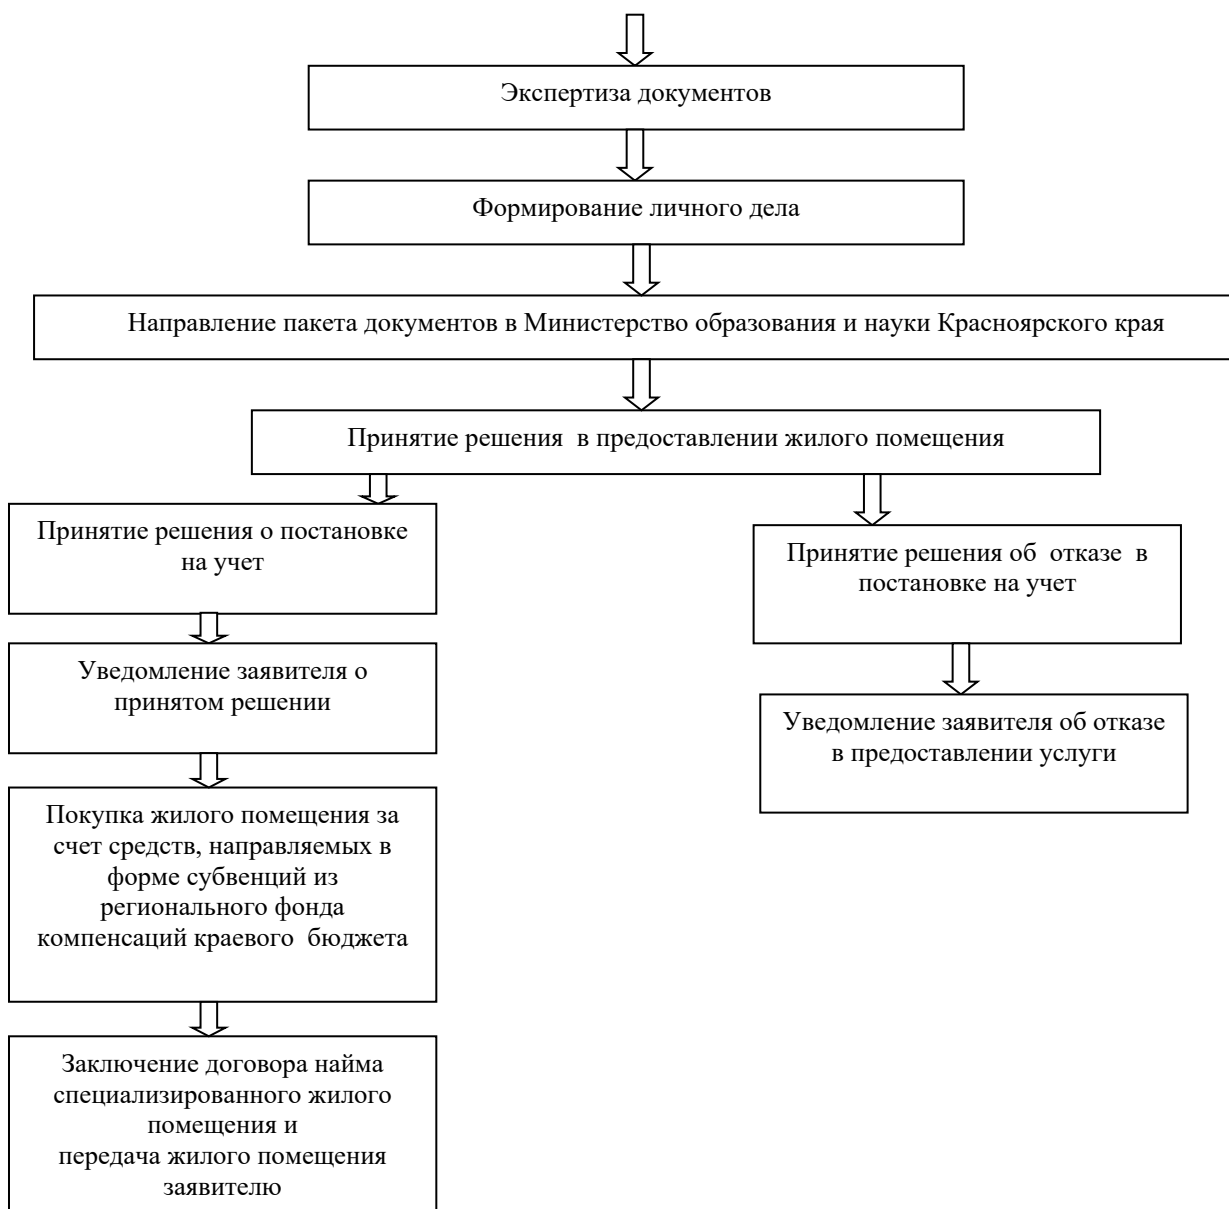 Экспертиза документов
Формирование личного дела
Направление пакета документов в Министерство образования и науки Красноярского края
Принятие решения  в предоставлении жилого помещения
Принятие решения о постановке
на учет
Уведомление заявителя о
принятом решении
Покупка жилого помещения за
счет средств, направляемых в
форме субвенций из
регионального фонда
компенсаций краевого  бюджета
Заключение договора найма
специализированного жилого
помещения и
передача жилого помещения
заявителю
Принятие решения об  отказе  в
постановке на учет
Уведомление заявителя об отказе
в предоставлении услуги